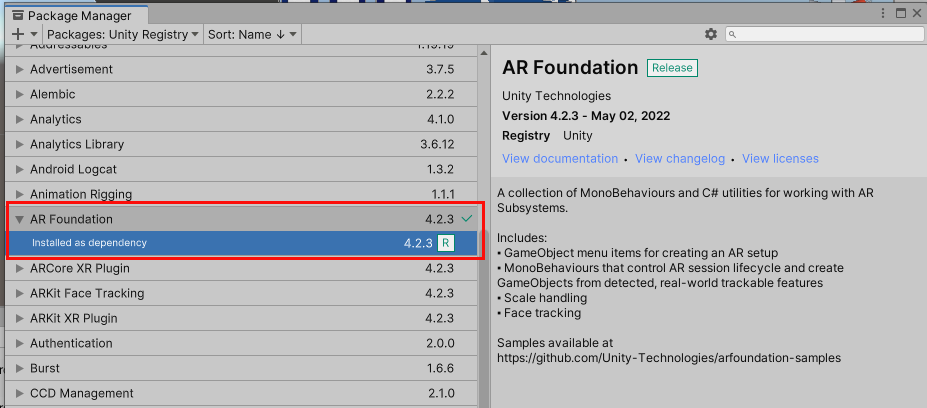 Package Manager
Packages: Unity Registry
Sort: Name ↓
Addressables 1.19.19
Advertisement 3.7.5
Alembic 2.2.2
Analytics 4.1.0
Analytics Library 3.6.12
Android Logcat 1.3.2
Animation Rigging 1.1.1
AR Foundation 4.2.3
Installed as dependency 4.2.3 R
ARCore XR Plugin 4.2.3
ARKit Face Tracking 4.2.3
ARKit XR Plugin 4.2.3
Authentication 2.0.0
Burst 1.6.6
CCD Management 2.1.0
AR Foundation Release
Unity Technologies
Version 4.2.3 - May 02, 2022
Registry Unity
View documentation • View changelog • View licenses
A collection of MonoBehaviours and C# utilities for working with AR
Subsystems.
Includes:
▪ GameObject menu items for creating an AR setup
▪ MonoBehaviours that control AR session lifecycle and create
GameObjects from detected, real-world trackable features
▪ Scale handling
▪ Face tracking
Samples available at
https://github.com/Unity-Technologies/arfoundation-samples